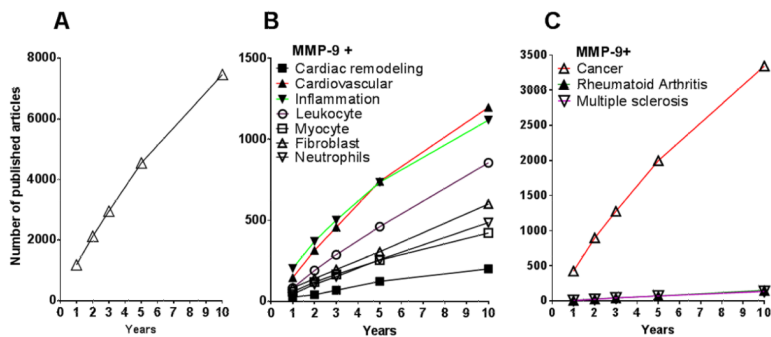 A
Number of published articles
8000
6000
4000
2000
0
0 1 2 3 4 5 6 7 8 9 10
Years
B
MMP-9 +
Cardiac remodeling
Cardiovascular
Inflammation
Leukocyte
Myocyte
Fibroblast
Neutrophils
1500
1000
500
0
0 1 2 3 4 5 6 7 8 9 10
Years
C
MMP-9+
Cancer
Rheumatoid Arthritis
Multiple sclerosis
3500
3000
2500
2000
1500
1000
500
0
0 1 2 3 4 5 6 7 8 9 10
Years